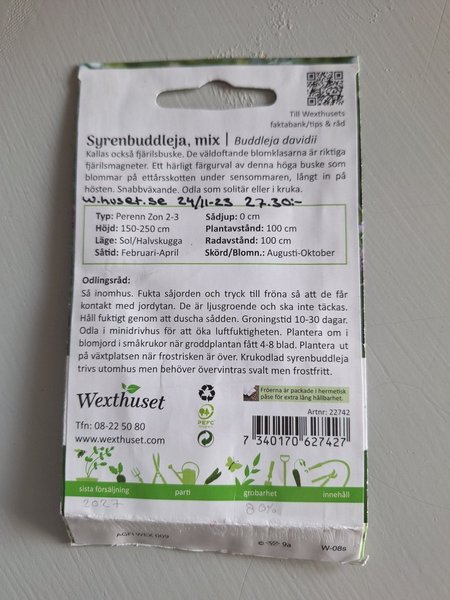 Till Wexthusets
faktabank/tips & råd
Syrenbuddleja, mix | Buddleja davidii
Kallas också fjärilsbuske. De väldoftande blomklasarna är riktiga
fjärilsmagneter. Ett härligt färgurval av denna höga buske som
blommar på ettårsskotten under sensommaren, långt in på
hösten. Snabbväxande. Odla som solitär eller i kruka.
w.huset.se 24/11-23 27.30:-
Typ: Perenn Zon 2-3 Sådjup: 0 cm
Höjd: 150-250 cm Plantavstånd: 100 cm
Läge: Sol/Halvskugga Radavstånd: 100 cm
Såtid: Februari-April Skörd/Blomn.: Augusti-Oktober
Odlingsråd:
Så inomhus. Fukta såjorden och tryck till fröna så att de får
kontakt med jordytan. De är ljusgroende och ska inte täckas.
Håll fuktigt genom att duscha sådden. Groningstid 10-30 dagar.
Odla i minidrivhus för att öka luftfuktigheten. Plantera om i
blomjord i småkrukor när groddplantan fått 4-8 blad. Plantera ut
på växtplatsen när frostrisken är över. Krukodlad syrenbuddleja
trivs utomhus men behöver övervintras svalt men frostfritt.
Wexthuset
Tfn: 08-22 50 80
www.wexthuset.com
PEFC
Fröerna är packade i hermetisk
påse för extra lång hållbarhet.
Artnr: 22742
7 340170 627427
sista försäljning parti grobarhet innehåll
2027 80%
AGFI WEX 009
9a
W-08s